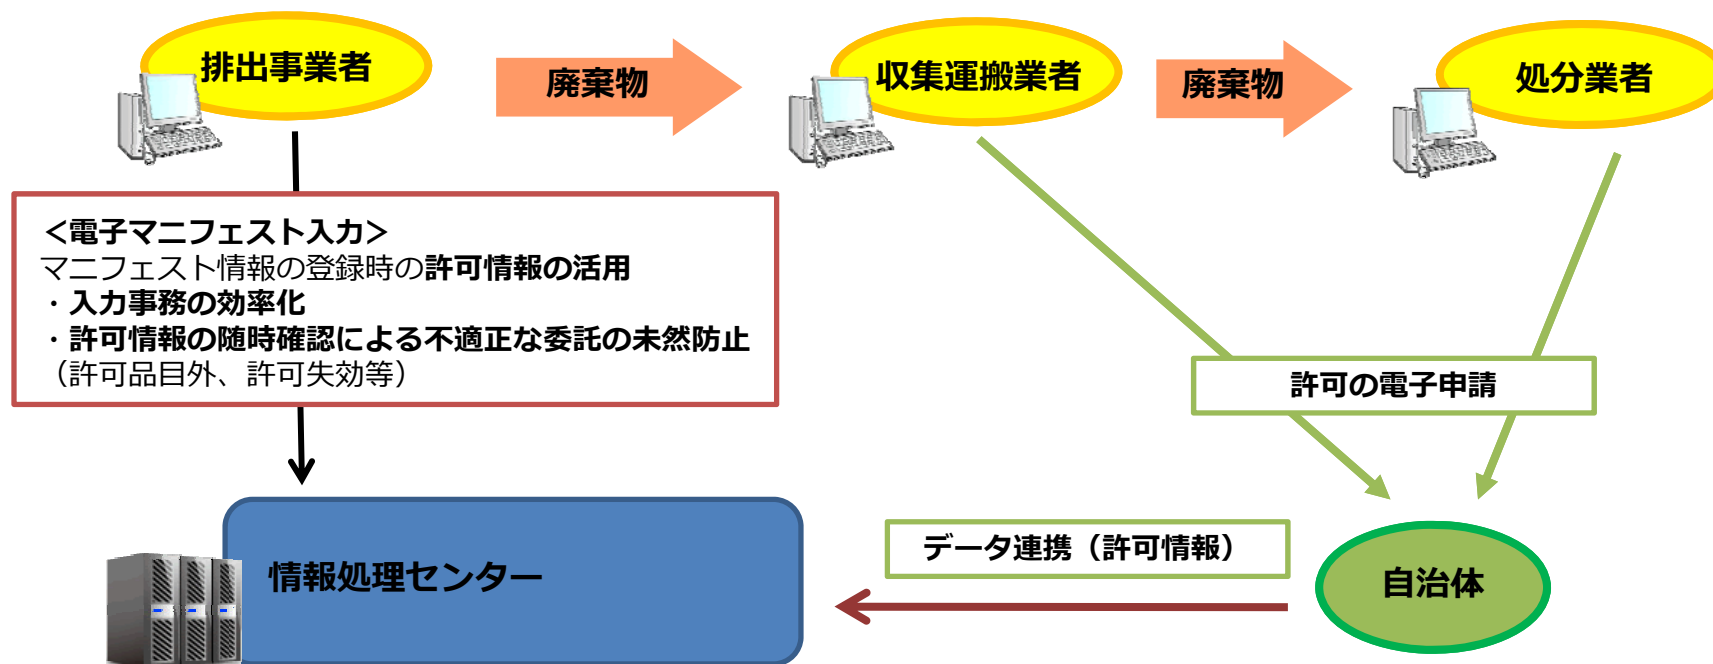 排出事業者
廃棄物
収集運搬業者
廃棄物
処分業者
＜電子マニフェスト入力＞
マニフェスト情報の登録時の許可情報の活用
・入力事務の効率化
・許可情報の随時確認による不適正な委託の未然防止
（許可品目外、許可失効等）
許可の電子申請
データ連携（許可情報）
情報処理センター
自治体